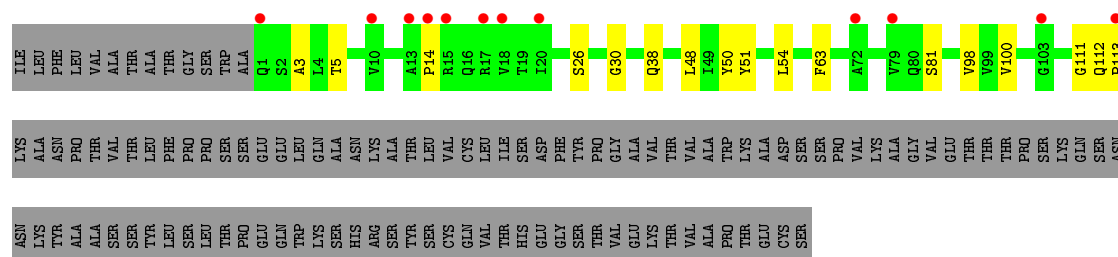 ILE LEU PHE LEU VAL ALA THR ALA THR GLY SER TRP ALA Q1 S2 A3 L4 T5 V10 A13 P14 R15 Q16 R17 V18 T19 I20 S26 G30 Q38 L48 I49 Y50 Y51 L54 F63 A72 V79 Q80 S81 V98 V99 V100 G103 G111 Q112 P113
LYS ALA ASN PRO THR VAL THR LEU PHE PRO PRO SER SER GLU GLU LEU GLN ALA ASN LYS ALA THR LEU VAL CYS LEU ILE SER ASP PHE TYR PRO GLY ALA VAL THR VAL ALA TRP LYS ALA ASP SER SER PRO VAL LYS ALA GLY VAL GLU THR THR THR PRO SER LYS GLN SER ASN
ASN LYS TYR ALA ALA SER SER TYR LEU SER LEU THR PRO GLU GLN TRP LYS SER HIS ARG SER TYR SER CYS GLN VAL THR HIS GLU GLY SER THR VAL GLU LYS THR VAL ALA PRO THR GLU CYS SER